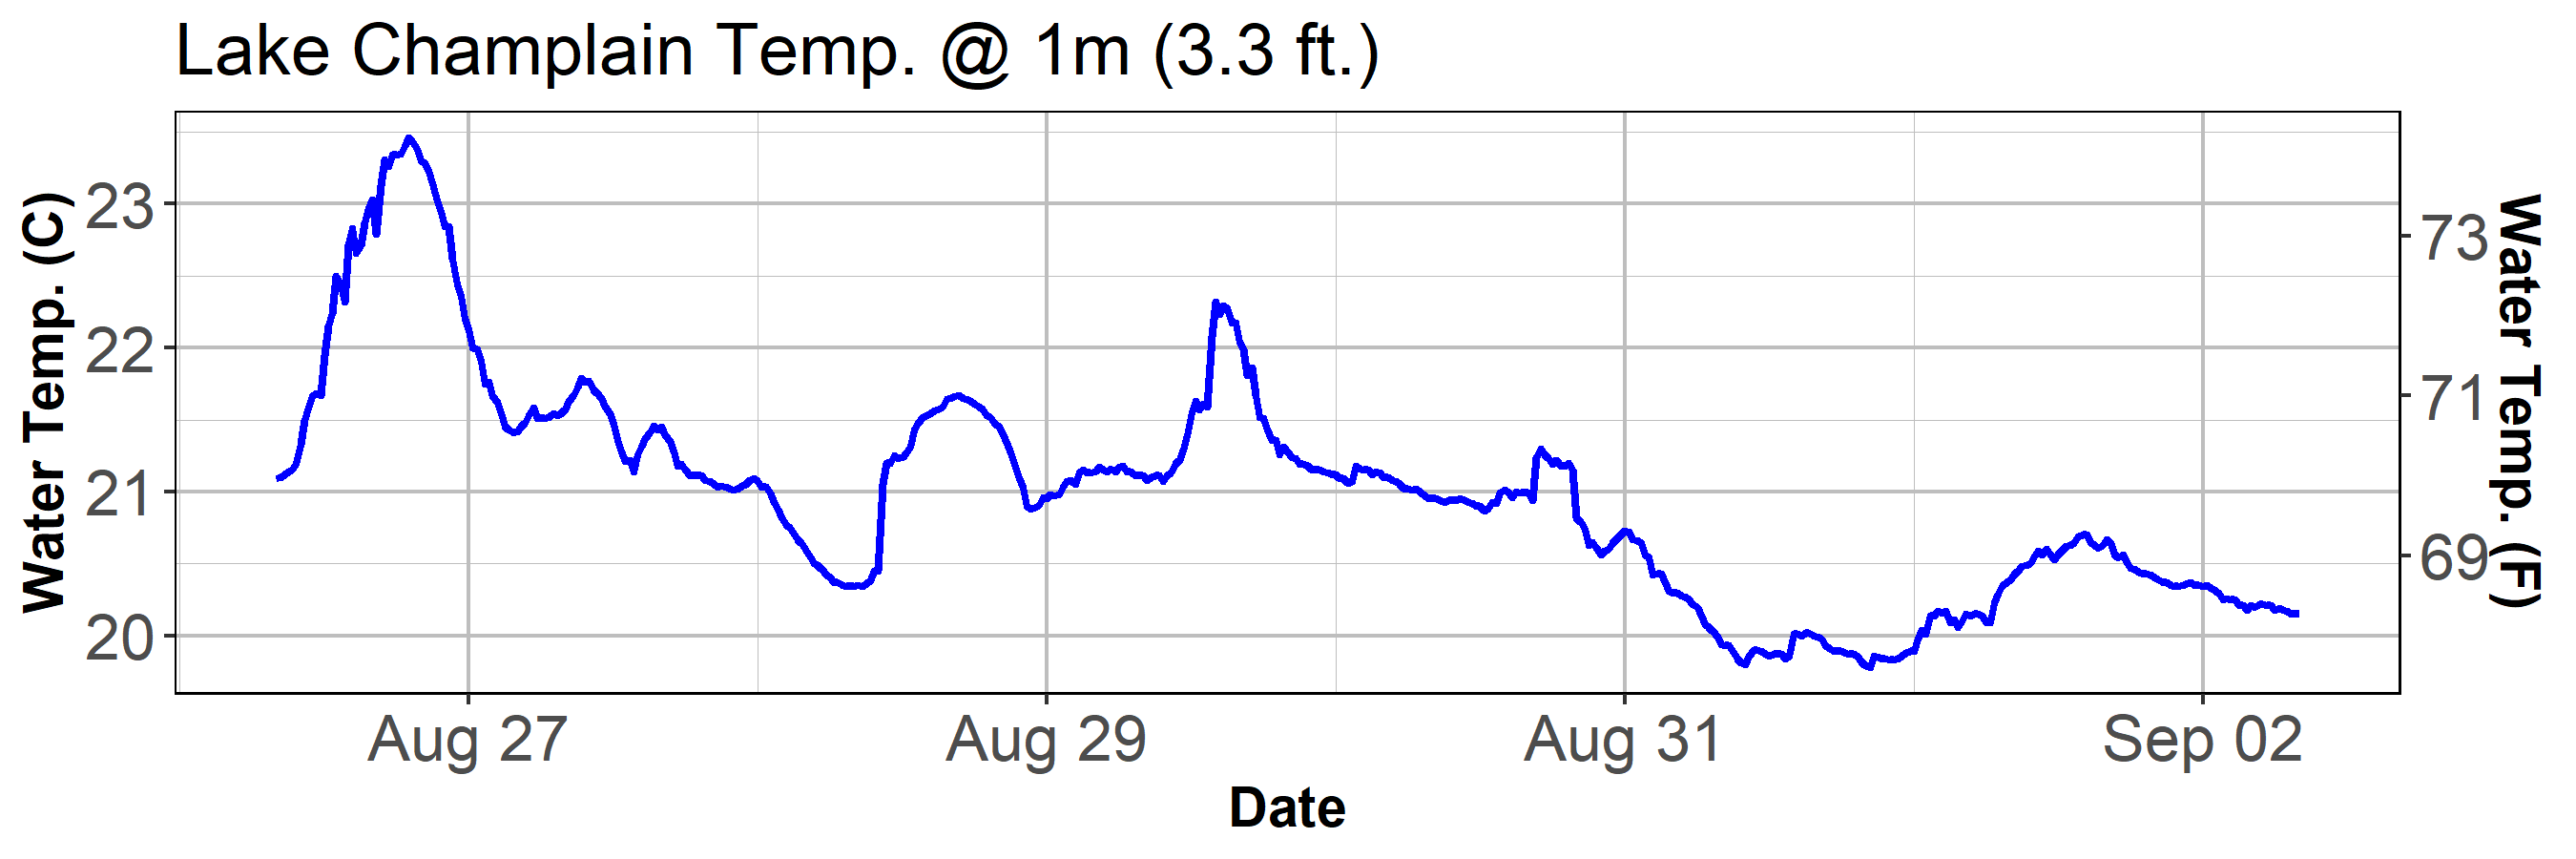 Lake Champlain Temp. @ 1m (3.3 ft.)
Water Temp. (C)
23
22
21
20
73
71
69
Water Temp. (F)
Aug 27
Aug 29
Aug 31
Sep 02
Date